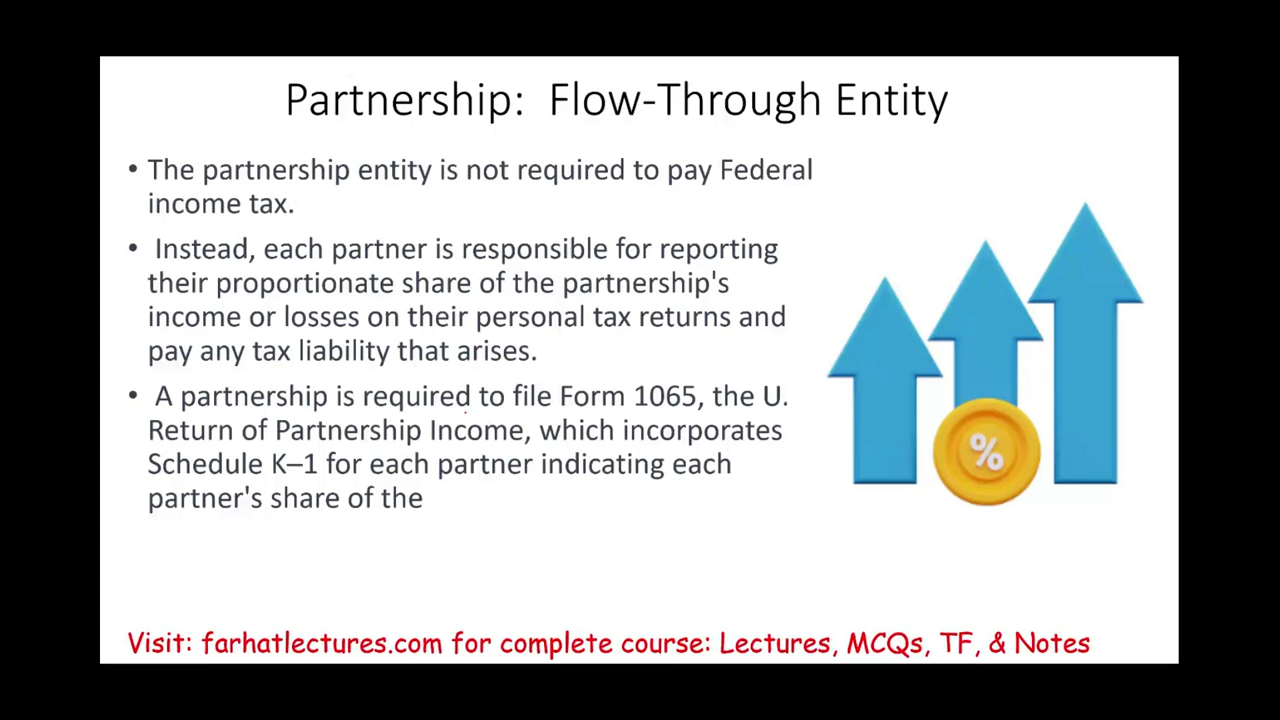 Partnership: Flow-Through Entity
• The partnership entity is not required to pay Federal
income tax.
• Instead, each partner is responsible for reporting
their proportionate share of the partnership's
income or losses on their personal tax returns and
pay any tax liability that arises.
• A partnership is required to file Form 1065, the U.
Return of Partnership Income, which incorporates
Schedule K–1 for each partner indicating each
partner's share of the
%
Visit: farhatlectures.com for complete course: Lectures, MCQs, TF, & Notes